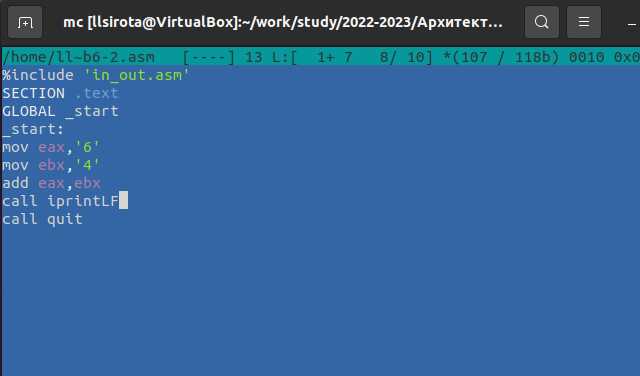 mc [llsirota@VirtualBox]:~/work/study/2022-2023/Архитект…
/home/ll~b6-2.asm [----] 13 L:[ 1+ 7 8/ 10] *(107 / 118b) 0010 0x0
%include 'in_out.asm'
SECTION .text
GLOBAL _start
_start:
mov eax,'6'
mov ebx,'4'
add eax,ebx
call iprintLF
call quit